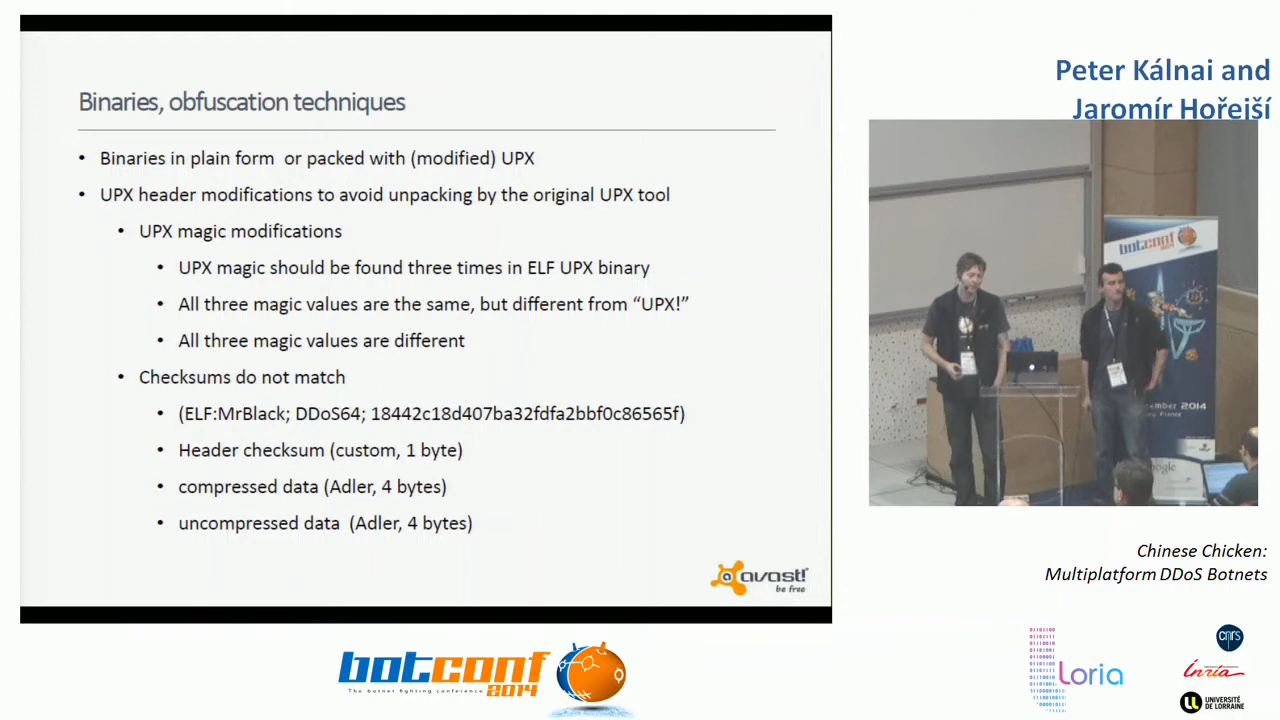 Binaries, obfuscation techniques
• Binaries in plain form or packed with (modified) UPX
• UPX header modifications to avoid unpacking by the original UPX tool
• UPX magic modifications
• UPX magic should be found three times in ELF UPX binary
• All three magic values are the same, but different from “UPX!”
• All three magic values are different
• Checksums do not match
• (ELF:MrBlack; DDoS64; 18442c18d407ba32fdfa2bbf0c86565f)
• Header checksum (custom, 1 byte)
• compressed data (Adler, 4 bytes)
• uncompressed data (Adler, 4 bytes)
avast!
be free
Peter Kálnai and
Jaromír Hořejší
botconf
2014
Chinese Chicken:
Multiplatform DDoS Botnets
botconf
The botnet fighting conference 2014
Loria
cnrs
Inria
UNIVERSITÉ
DE LORRAINE